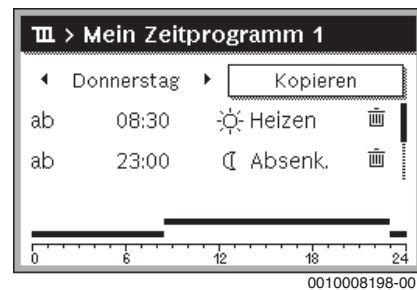 > Mein Zeitprogramm 1
Donnerstag Kopieren
ab 08:30 Heizen
ab 23:00 Absenk.
0 6 12 18 24
0010008198-00